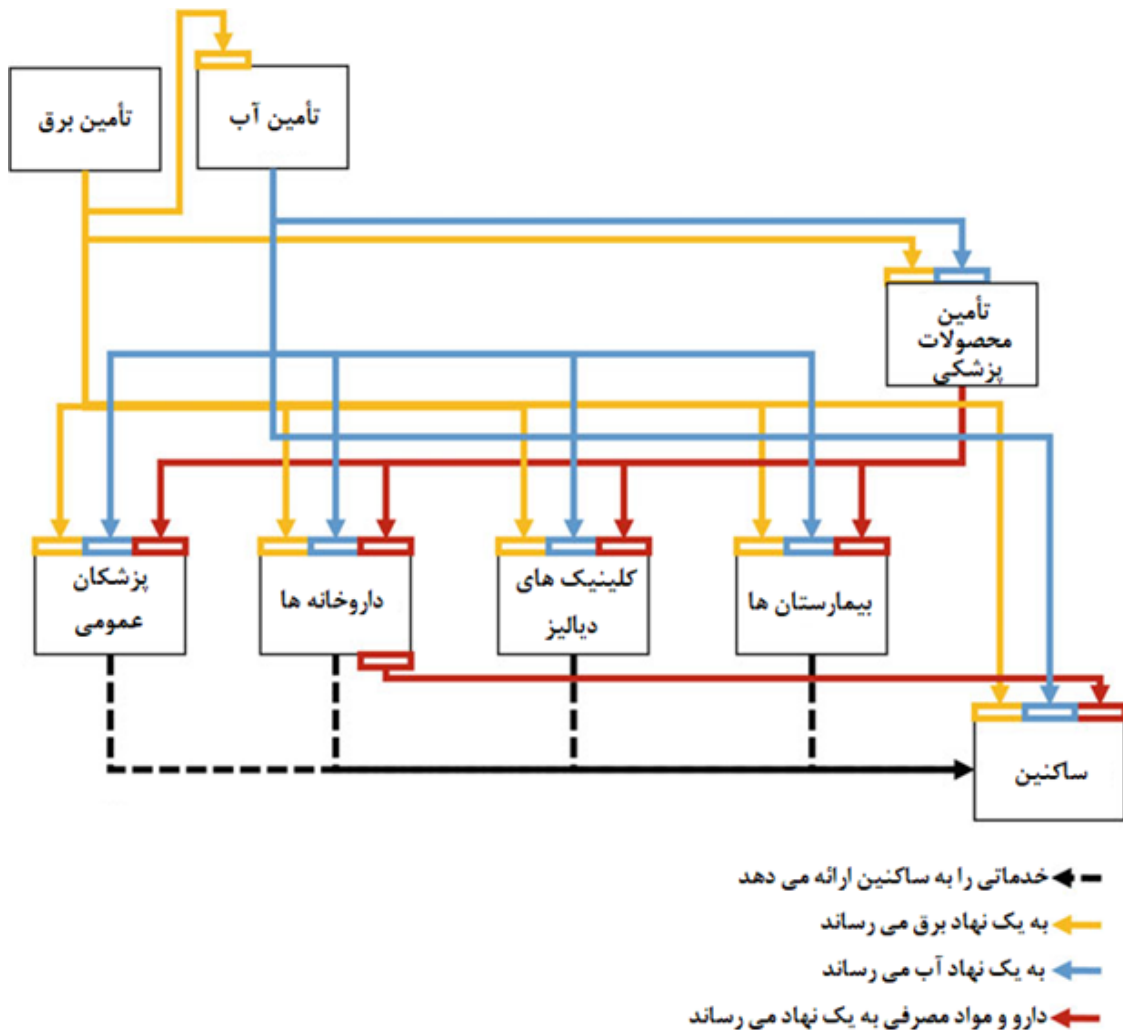 تأمین برق
تأمین آب
تأمین
محصولات
پزشکی
پزشکان
عمومی
داروخانه ها
کلینیک های
دیالیز
بیمارستان ها
ساکنین
خدماتی را به ساکنین ارائه می دهد
به یک نهاد برق می رساند
به یک نهاد آب می رساند
دارو و مواد مصرفی به یک نهاد می رساند